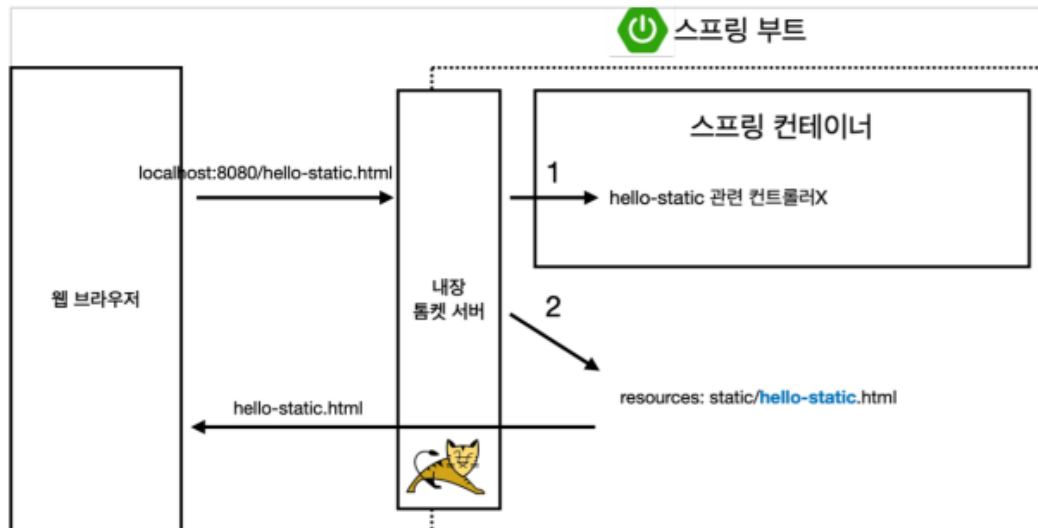 스프링 부트
스프링 컨테이너
localhost:8080/hello-static.html
1
hello-static 관련 컨트롤러X
웹 브라우저
내장
톰켓 서버
2
resources: static/hello-static.html
hello-static.html